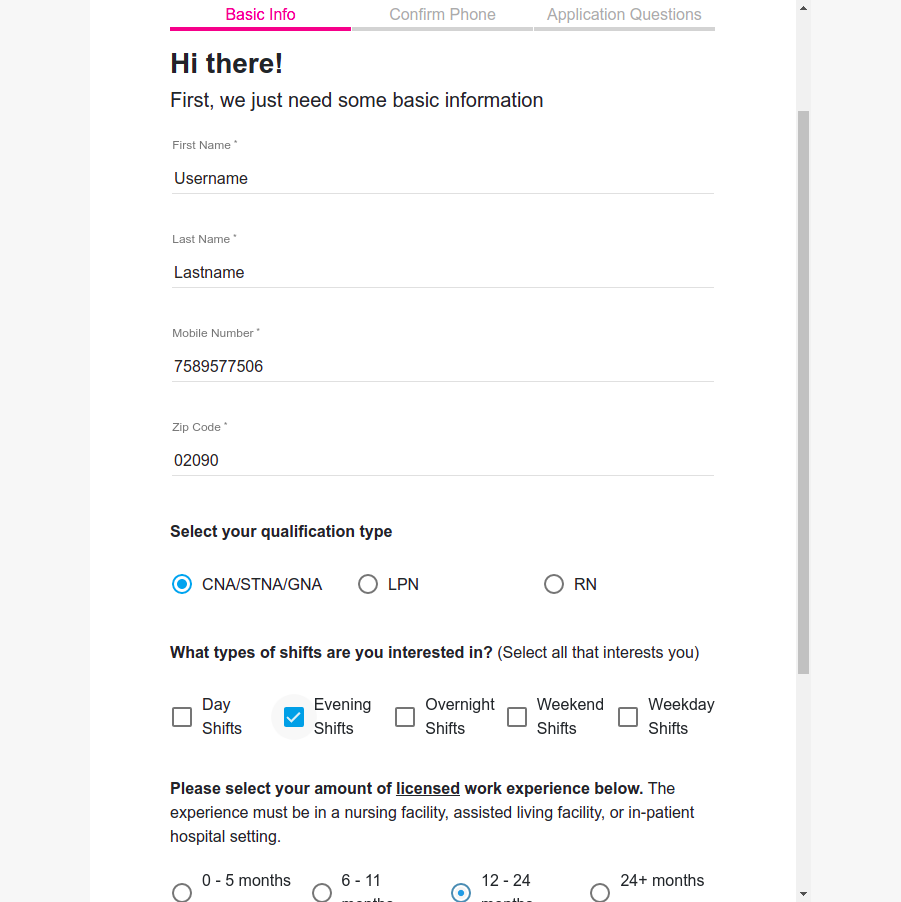 Basic Info Confirm Phone Application Questions
Hi there!
First, we just need some basic information
First Name *
Username
Last Name *
Lastname
Mobile Number *
7589577506
Zip Code *
02090
Select your qualification type
CNA/STNA/GNA LPN RN
What types of shifts are you interested in? (Select all that interests you)
Day Shifts
Evening Shifts
Overnight Shifts
Weekend Shifts
Weekday Shifts
Please select your amount of licensed work experience below. The
experience must be in a nursing facility, assisted living facility, or in-patient
hospital setting.
0 - 5 months
6 - 11 months
12 - 24 months
24+ months